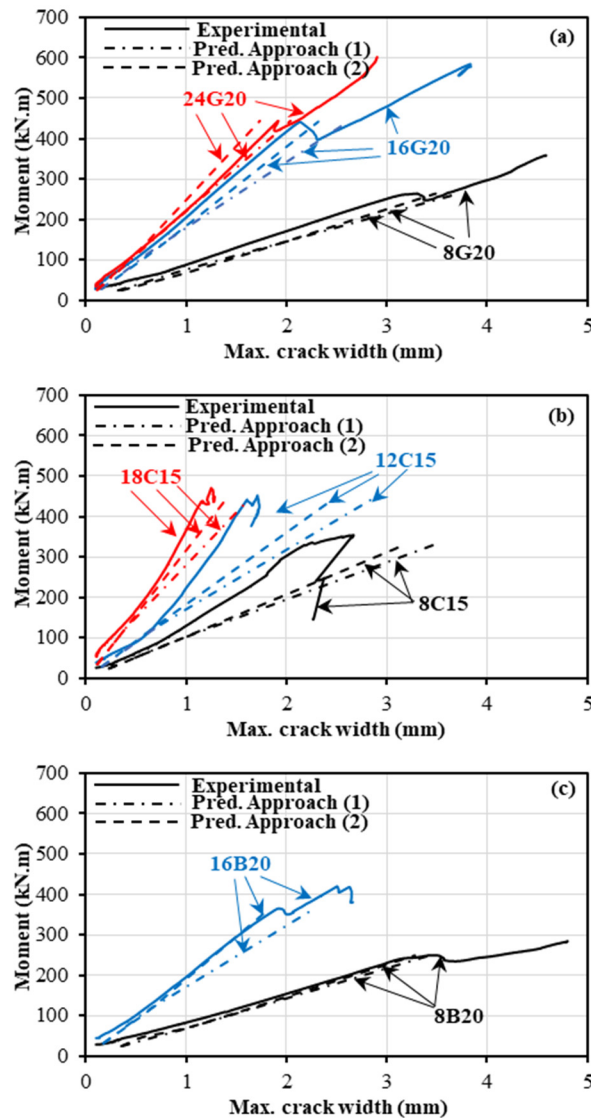 700
(a)
Experimental
600
Pred. Approach (1)
Pred. Approach (2)
500
24G20
400
16G20
300
200
8G20
100
0
0 1 2 3 4 5
Moment (kN.m)
Max. crack width (mm)
700
(b)
Experimental
600
Pred. Approach (1)
Pred. Approach (2)
500
18C15
12C15
400
300
200
8C15
100
0
0 1 2 3 4 5
Moment (kN.m)
Max. crack width (mm)
700
(c)
Experimental
600
Pred. Approach (1)
Pred. Approach (2)
500
16B20
400
300
200
8B20
100
0
0 1 2 3 4 5
Moment (kN.m)
Max. crack width (mm)